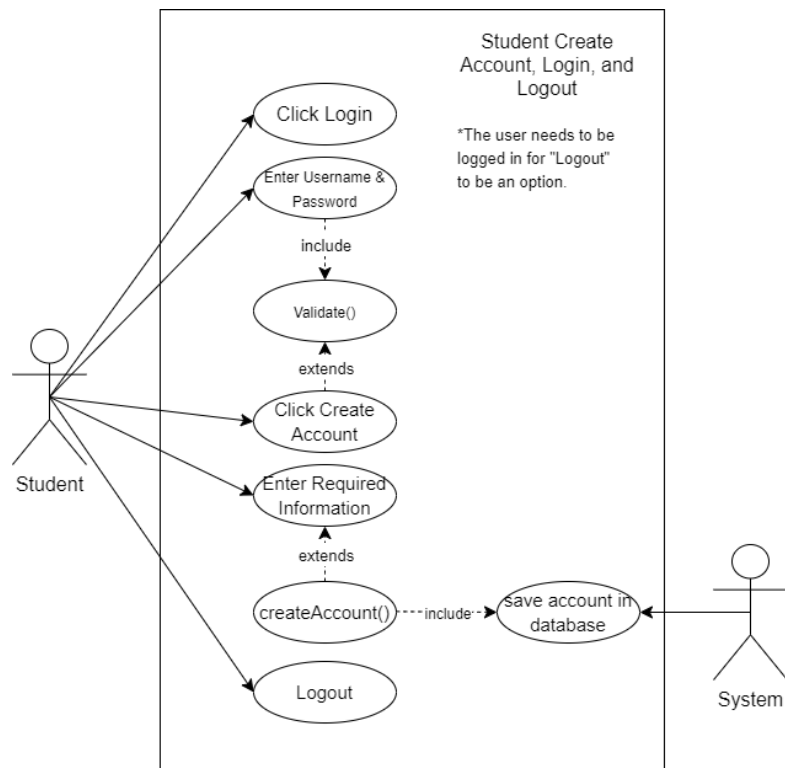 Student Create
Account, Login, and
Logout
*The user needs to be
logged in for "Logout"
to be an option.
Click Login
Enter Username &
Password
include
Validate()
extends
Click Create
Account
Student
Enter Required
Information
extends
createAccount()
include
save account in
database
Logout
System